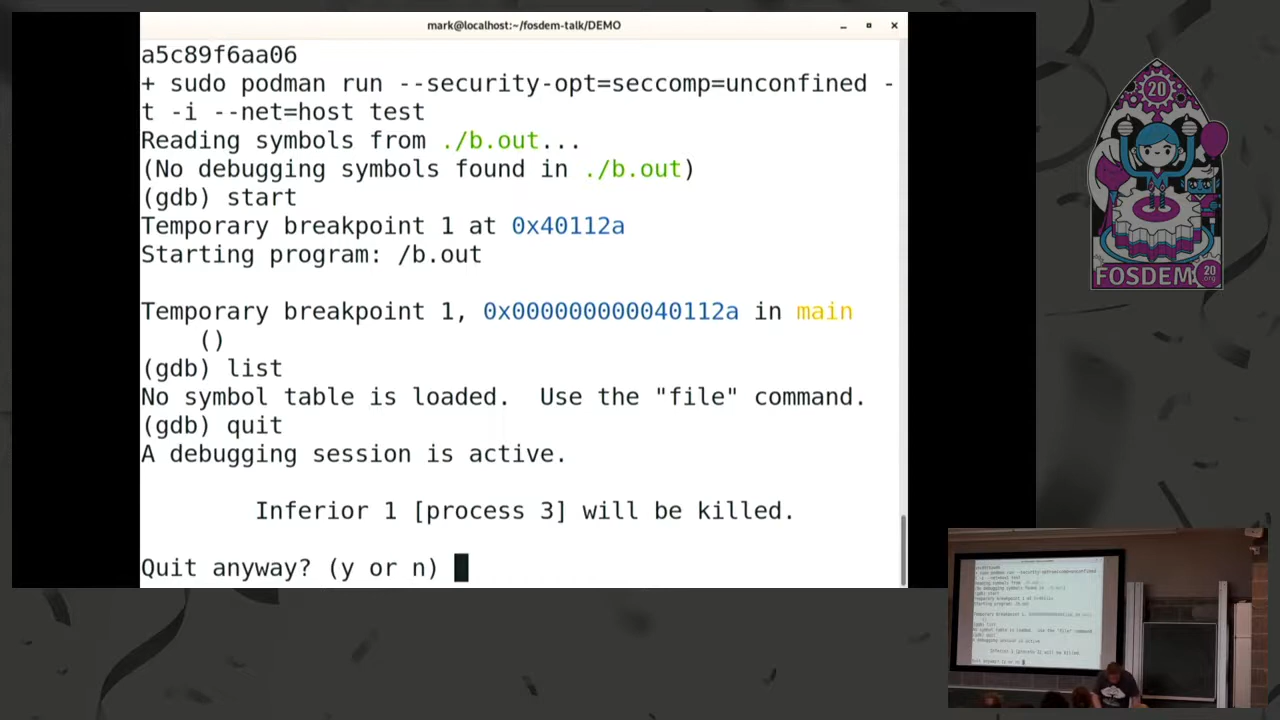 mark@localhost:~/fosdem-talk/DEMO
a5c89f6aa06
+ sudo podman run --security-opt=seccomp=unconfined -
t -i --net=host test
Reading symbols from ./b.out...
(No debugging symbols found in ./b.out)
(gdb) start
Temporary breakpoint 1 at 0x40112a
Starting program: /b.out
Temporary breakpoint 1, 0x000000000040112a in main
()
(gdb) list
No symbol table is loaded.  Use the "file" command.
(gdb) quit
A debugging session is active.
Inferior 1 [process 3] will be killed.
Quit anyway? (y or n)
20
FOSDEM 20
.org